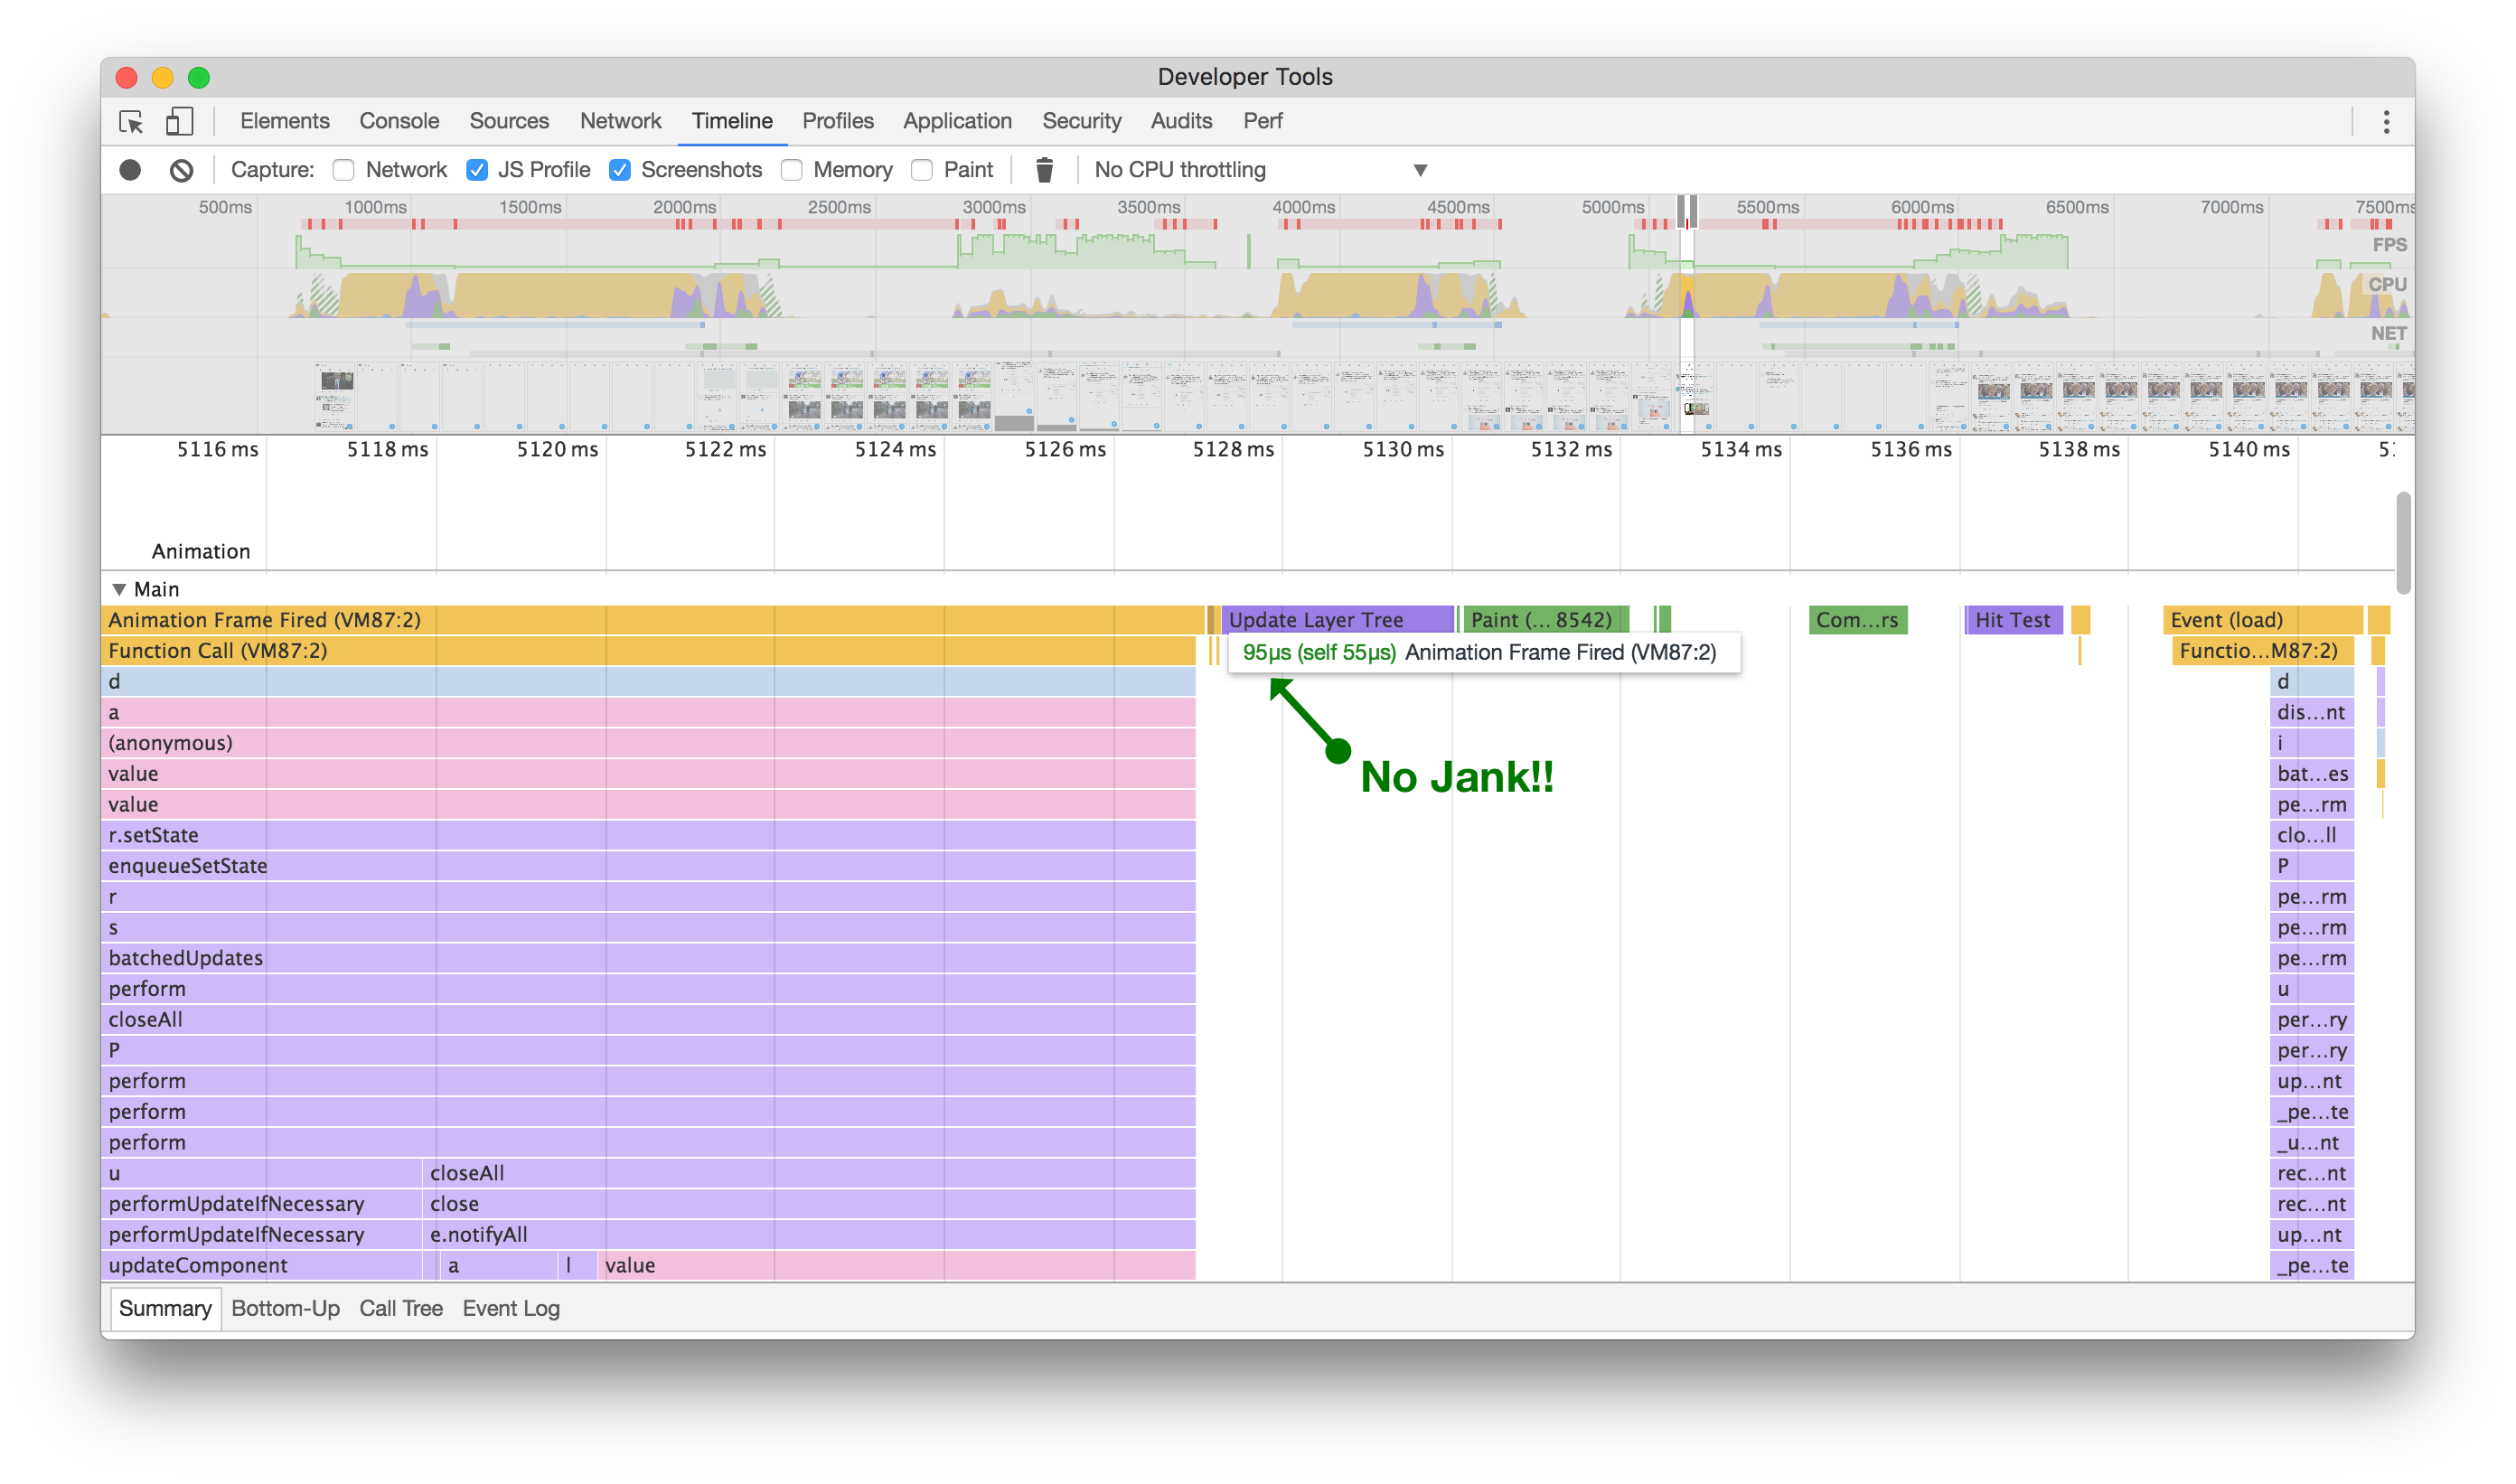 Developer Tools
Elements Console Sources Network Timeline Profiles Application Security Audits Perf
Capture: Network JS Profile Screenshots Memory Paint No CPU throttling
500ms 1000ms 1500ms 2000ms 2500ms 3000ms 3500ms 4000ms 4500ms 5000ms 5500ms 6000ms 6500ms 7000ms 7500ms
FPS
CPU
NET
5116 ms 5118 ms 5120 ms 5122 ms 5124 ms 5126 ms 5128 ms 5130 ms 5132 ms 5134 ms 5136 ms 5138 ms 5140 ms 5:
Animation
Main
Animation Frame Fired (VM87:2) Update Layer Tree Paint (... 8542) Com...rs Hit Test Event (load)
Function Call (VM87:2) 95μs (self 55μs) Animation Frame Fired (VM87:2) Functio...M87:2)
d d
a dis...nt
(anonymous) i
value No Jank!! bat...es
value pe...rm
r.setState clo...ll
enqueueSetState P
r pe...rm
s pe...rm
batchedUpdates pe...rm
perform u
closeAll per...ry
P per...ry
perform up...nt
perform _pe...te
perform _u...nt
u closeAll rec...nt
performUpdateIfNecessary close rec...nt
performUpdateIfNecessary e.notifyAll up...nt
updateComponent a l value _pe...te
Summary Bottom-Up Call Tree Event Log